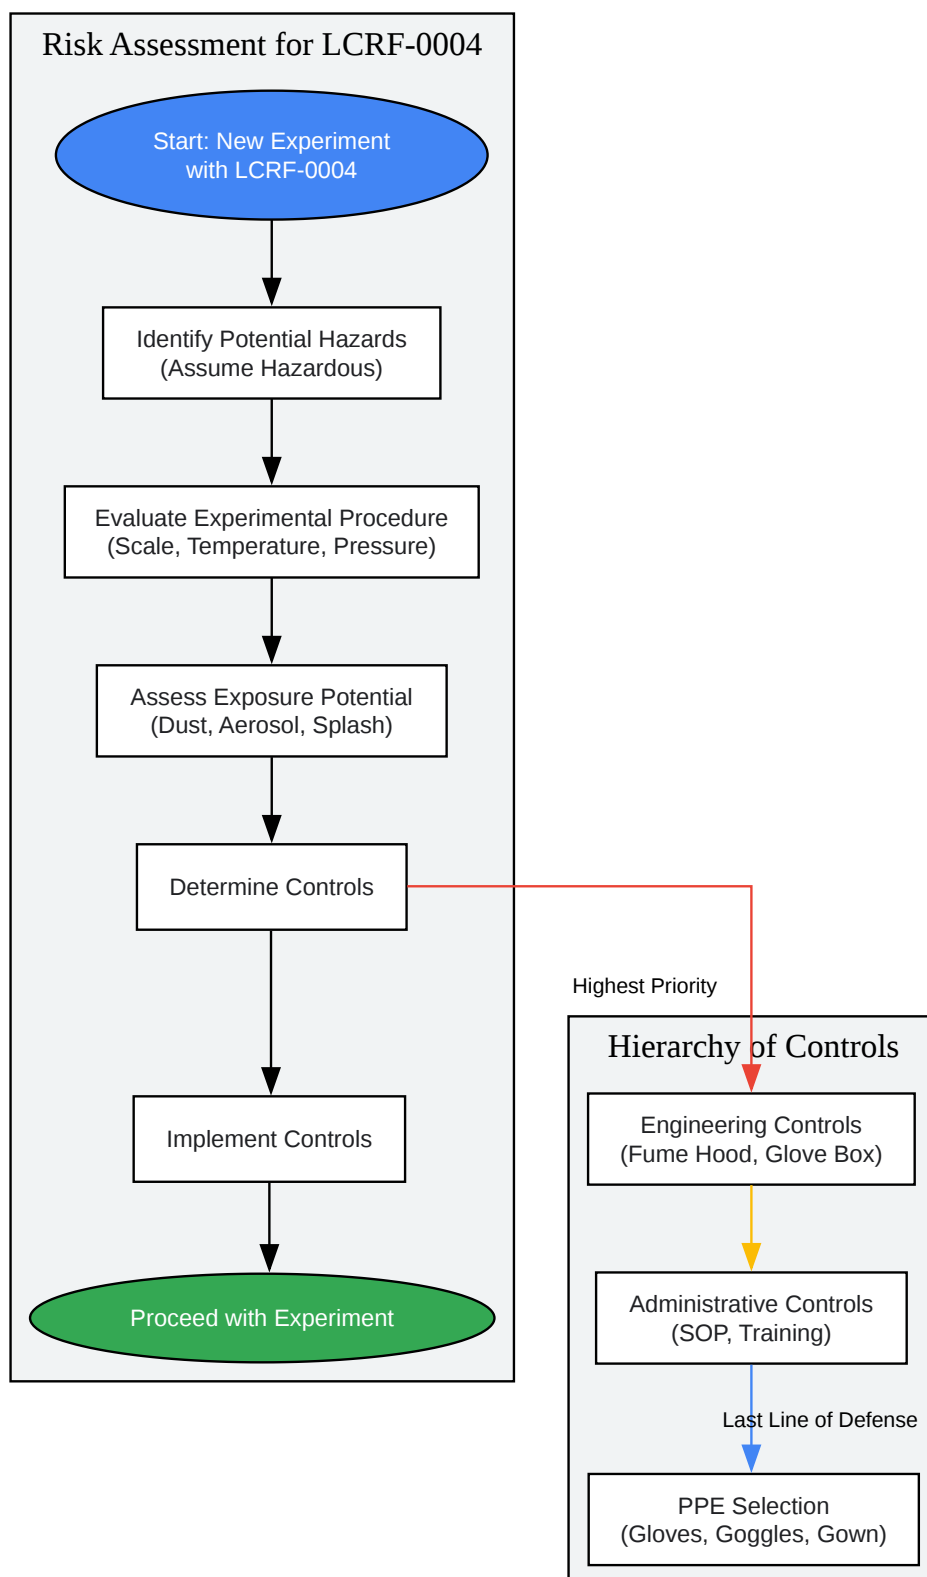 Risk Assessment for LCRF-0004
Start: New Experiment
with LCRF-0004
Identify Potential Hazards
(Assume Hazardous)
Evaluate Experimental Procedure
(Scale, Temperature, Pressure)
Assess Exposure Potential
(Dust, Aerosol, Splash)
Determine Controls
Implement Controls
Proceed with Experiment
Highest Priority
Hierarchy of Controls
Engineering Controls
(Fume Hood, Glove Box)
Administrative Controls
(SOP, Training)
Last Line of Defense
PPE Selection
(Gloves, Goggles, Gown)